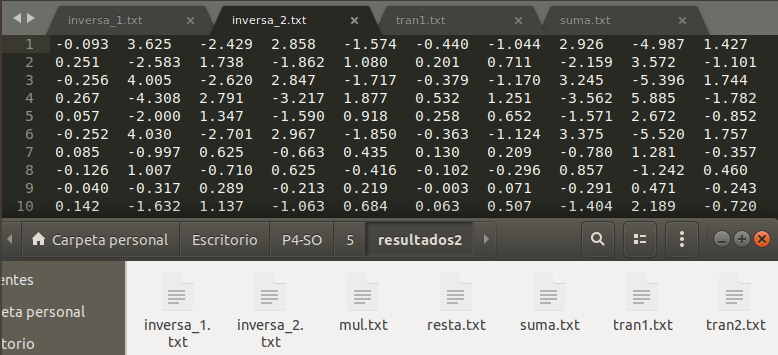 inversa_1.txt × inversa_2.txt × tran1.txt × suma.txt ×
1 -0.093 3.625 -2.429 2.858 -1.574 -0.440 -1.044 2.926 -4.987 1.427
2 0.251 -2.583 1.738 -1.862 1.080 0.201 0.711 -2.159 3.572 -1.101
3 -0.256 4.005 -2.620 2.847 -1.717 -0.379 -1.170 3.245 -5.396 1.744
4 0.267 -4.308 2.791 -3.217 1.877 0.532 1.251 -3.562 5.885 -1.782
5 0.057 -2.000 1.347 -1.590 0.918 0.258 0.652 -1.571 2.672 -0.852
6 -0.252 4.030 -2.701 2.967 -1.850 -0.363 -1.124 3.375 -5.520 1.757
7 0.085 -0.997 0.625 -0.663 0.435 0.130 0.209 -0.780 1.281 -0.357
8 -0.126 1.007 -0.710 0.625 -0.416 -0.102 -0.296 0.857 -1.242 0.460
9 -0.040 -0.317 0.289 -0.213 0.219 -0.003 0.071 -0.291 0.471 -0.243
10 0.142 -1.632 1.137 -1.063 0.684 0.063 0.507 -1.404 2.189 -0.720
Carpeta personal Escritorio P4-SO 5 resultados2
entes
eta personal
torio
inversa_1.
txt
inversa_2.
txt
mul.txt
resta.txt
suma.txt
tran1.txt
tran2.txt